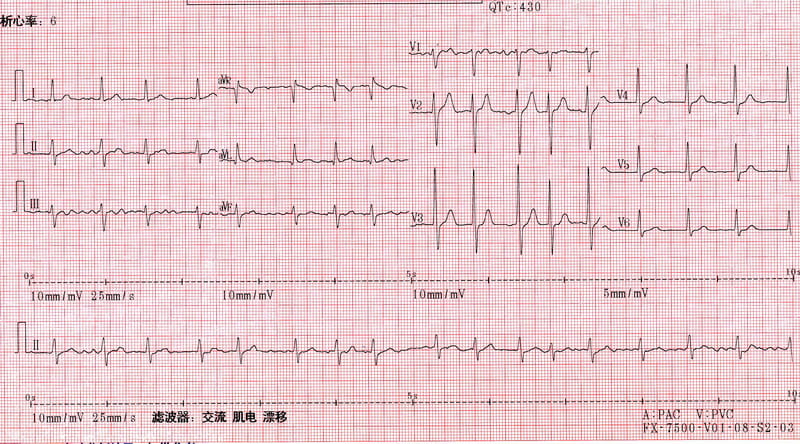 QTc:430
析心率: 6
I
aVR
V1
V2
V4
II
aVL
V5
III
aVF
V3
V6
0s
5s
10s
10mm/mV 25mm/s
10mm/mV
10mm/mV
5mm/mV
II
0s
5s
10s
10mm/mV 25mm/s 滤波器: 交流 肌电 漂移
A:PAC V:PVC
FX-7500-V01-08-S2-03